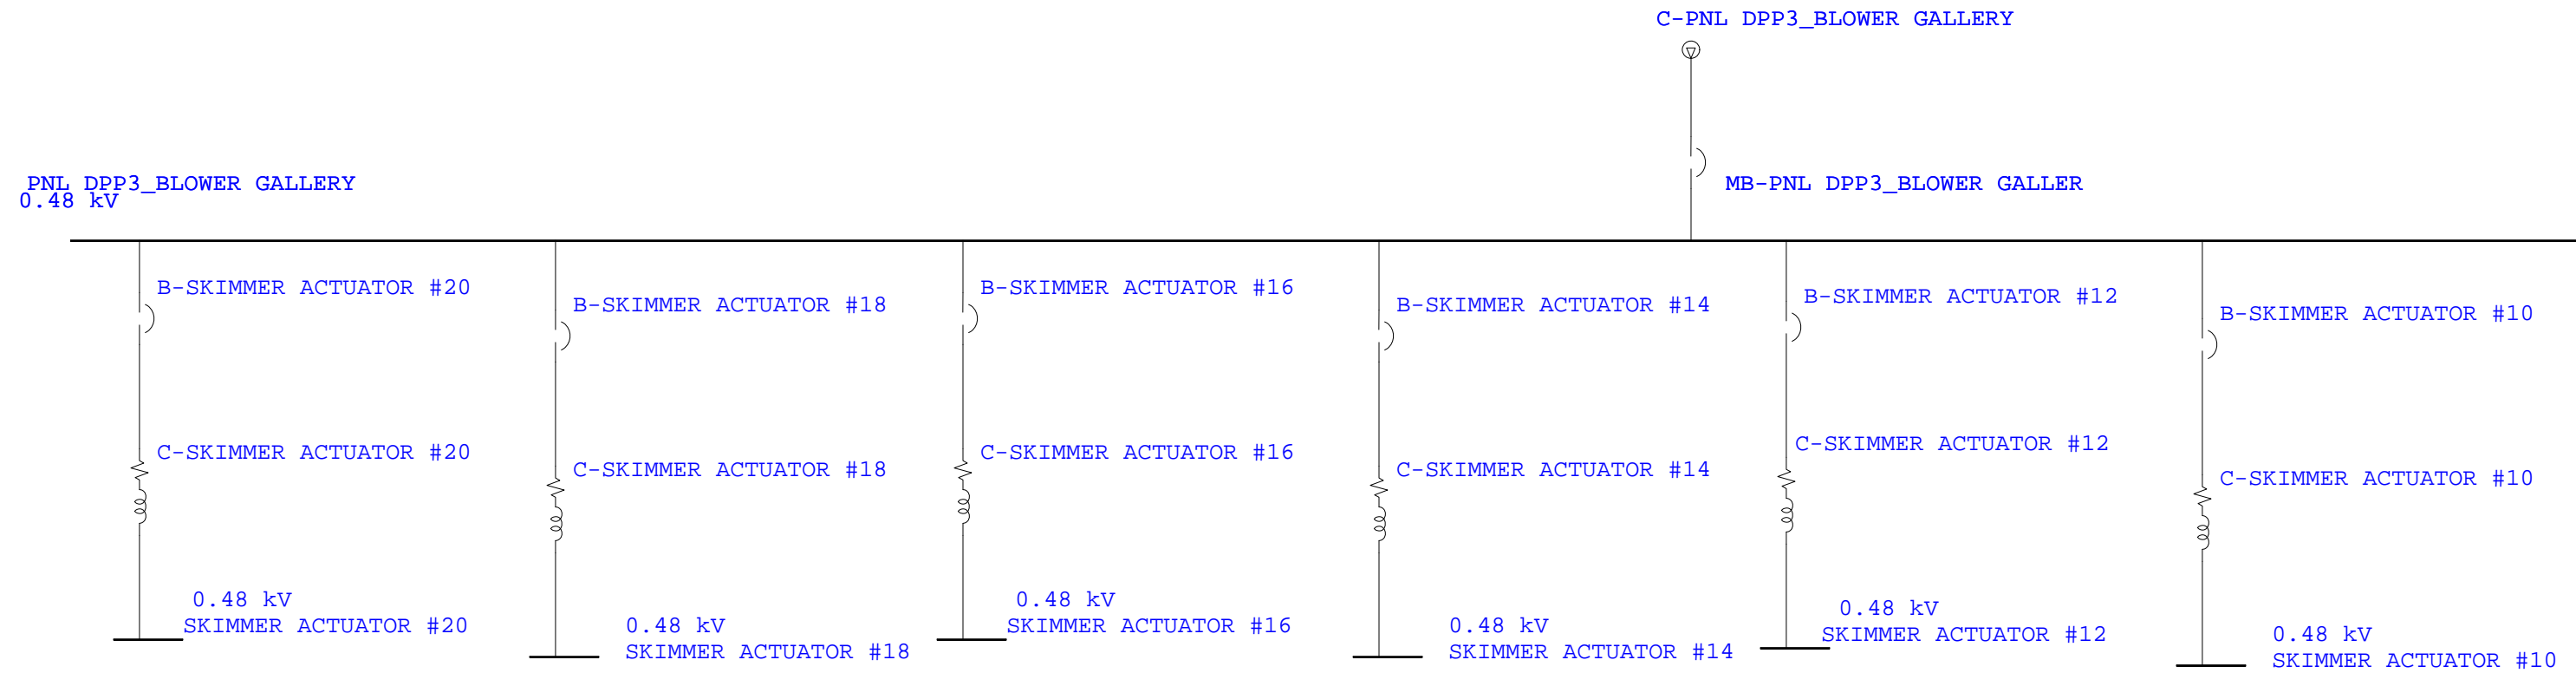 C-PNL DPP3_BLOWER GALLERY
PNL DPP3_BLOWER GALLERY
0.48 kV
MB-PNL DPP3_BLOWER GALLER
B-SKIMMER ACTUATOR #20
B-SKIMMER ACTUATOR #18
B-SKIMMER ACTUATOR #16
B-SKIMMER ACTUATOR #14
B-SKIMMER ACTUATOR #12
B-SKIMMER ACTUATOR #10
C-SKIMMER ACTUATOR #20
C-SKIMMER ACTUATOR #18
C-SKIMMER ACTUATOR #16
C-SKIMMER ACTUATOR #14
C-SKIMMER ACTUATOR #12
C-SKIMMER ACTUATOR #10
0.48 kV
SKIMMER ACTUATOR #20
0.48 kV
SKIMMER ACTUATOR #18
0.48 kV
SKIMMER ACTUATOR #16
0.48 kV
SKIMMER ACTUATOR #14
0.48 kV
SKIMMER ACTUATOR #12
0.48 kV
SKIMMER ACTUATOR #10